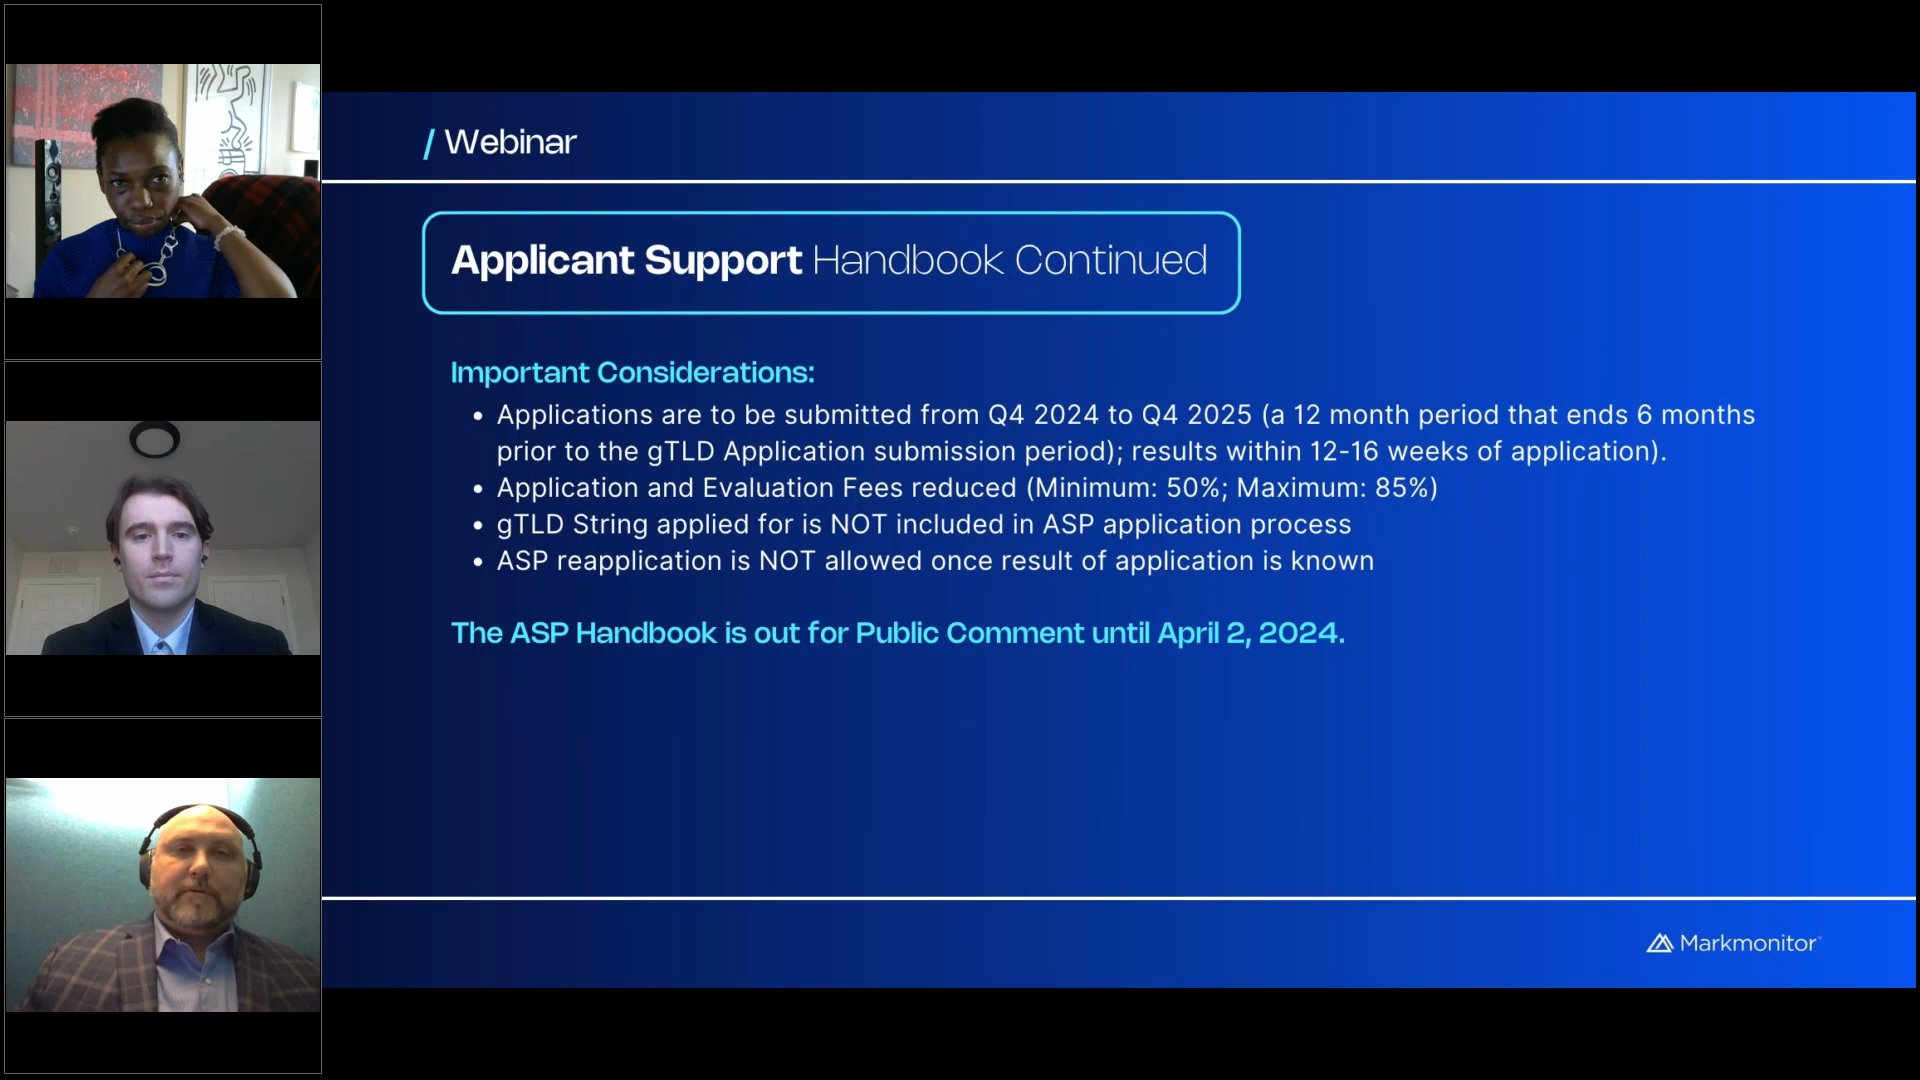 / Webinar
Applicant Support Handbook Continued
Important Considerations:
• Applications are to be submitted from Q4 2024 to Q4 2025 (a 12 month period that ends 6 months
prior to the gTLD Application submission period); results within 12-16 weeks of application).
• Application and Evaluation Fees reduced (Minimum: 50%; Maximum: 85%)
• gTLD String applied for is NOT included in ASP application process
• ASP reapplication is NOT allowed once result of application is known
The ASP Handbook is out for Public Comment until April 2, 2024.
Markmonitor